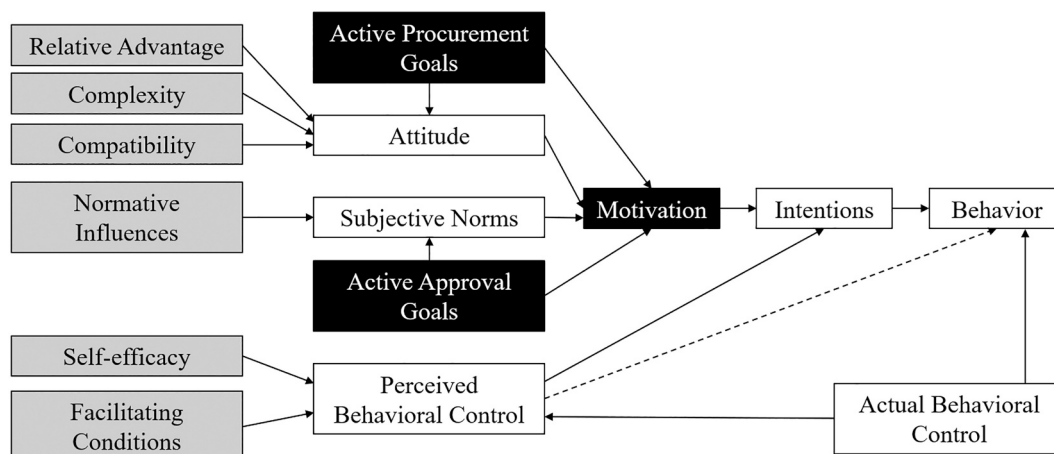 Relative Advantage
Complexity
Compatibility
Normative
Influences
Self-efficacy
Facilitating
Conditions
Active Procurement
Goals
Attitude
Subjective Norms
Active Approval
Goals
Perceived
Behavioral Control
Motivation
Intentions
Behavior
Actual Behavioral
Control